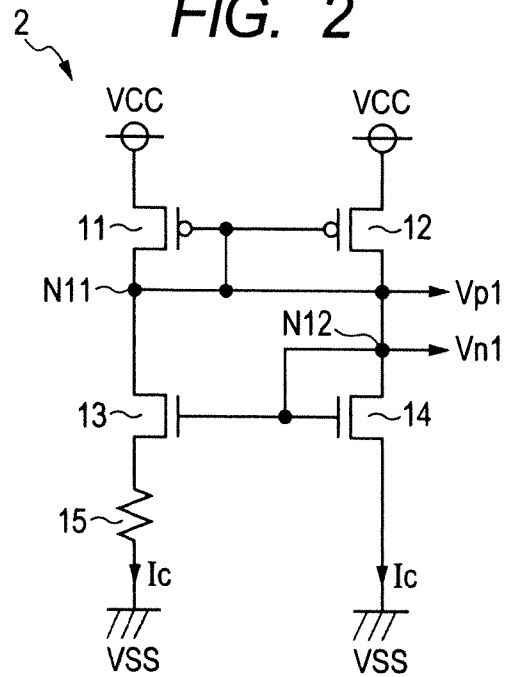 FIG. 2
2
VCC VCC
11 12
N11 Vp1
N12 Vn1
13 14
15
Ic Ic
VSS VSS